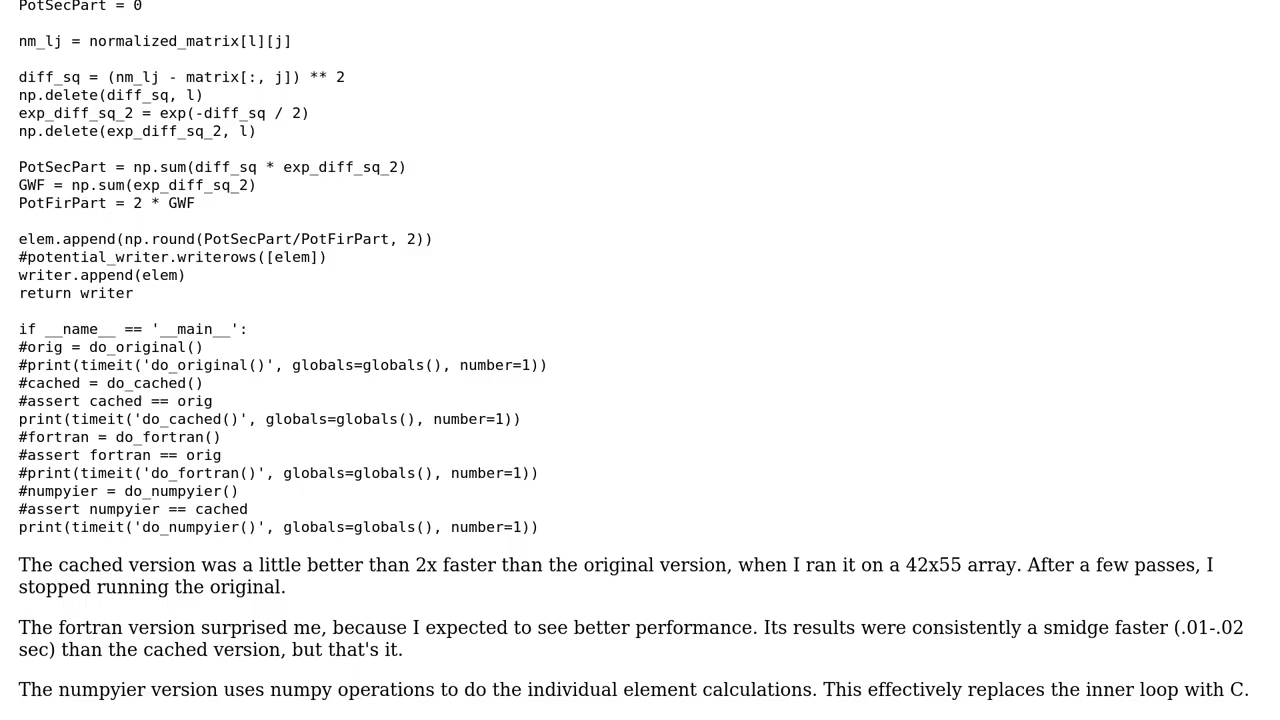 PotSecPart = 0
nm_lj = normalized_matrix[l][j]
diff_sq = (nm_lj - matrix[:, j]) ** 2
np.delete(diff_sq, l)
exp_diff_sq_2 = exp(-diff_sq / 2)
np.delete(exp_diff_sq_2, l)
PotSecPart = np.sum(diff_sq * exp_diff_sq_2)
GWF = np.sum(exp_diff_sq_2)
PotFirPart = 2 * GWF
elem.append(np.round(PotSecPart/PotFirPart, 2))
#potential_writer.writerows([elem])
writer.append(elem)
return writer
if __name__ == '__main__':
#orig = do_original()
#print(timeit('do_original()', globals=globals(), number=1))
#cached = do_cached()
#assert cached == orig
print(timeit('do_cached()', globals=globals(), number=1))
#fortran = do_fortran()
#assert fortran == orig
#print(timeit('do_fortran()', globals=globals(), number=1))
#numpyier = do_numpyier()
#assert numpyier == cached
print(timeit('do_numpyier()', globals=globals(), number=1))
The cached version was a little better than 2x faster than the original version, when I ran it on a 42x55 array. After a few passes, I
stopped running the original.
The fortran version surprised me, because I expected to see better performance. Its results were consistently a smidge faster (.01-.02
sec) than the cached version, but that's it.
The numpyier version uses numpy operations to do the individual element calculations. This effectively replaces the inner loop with C.